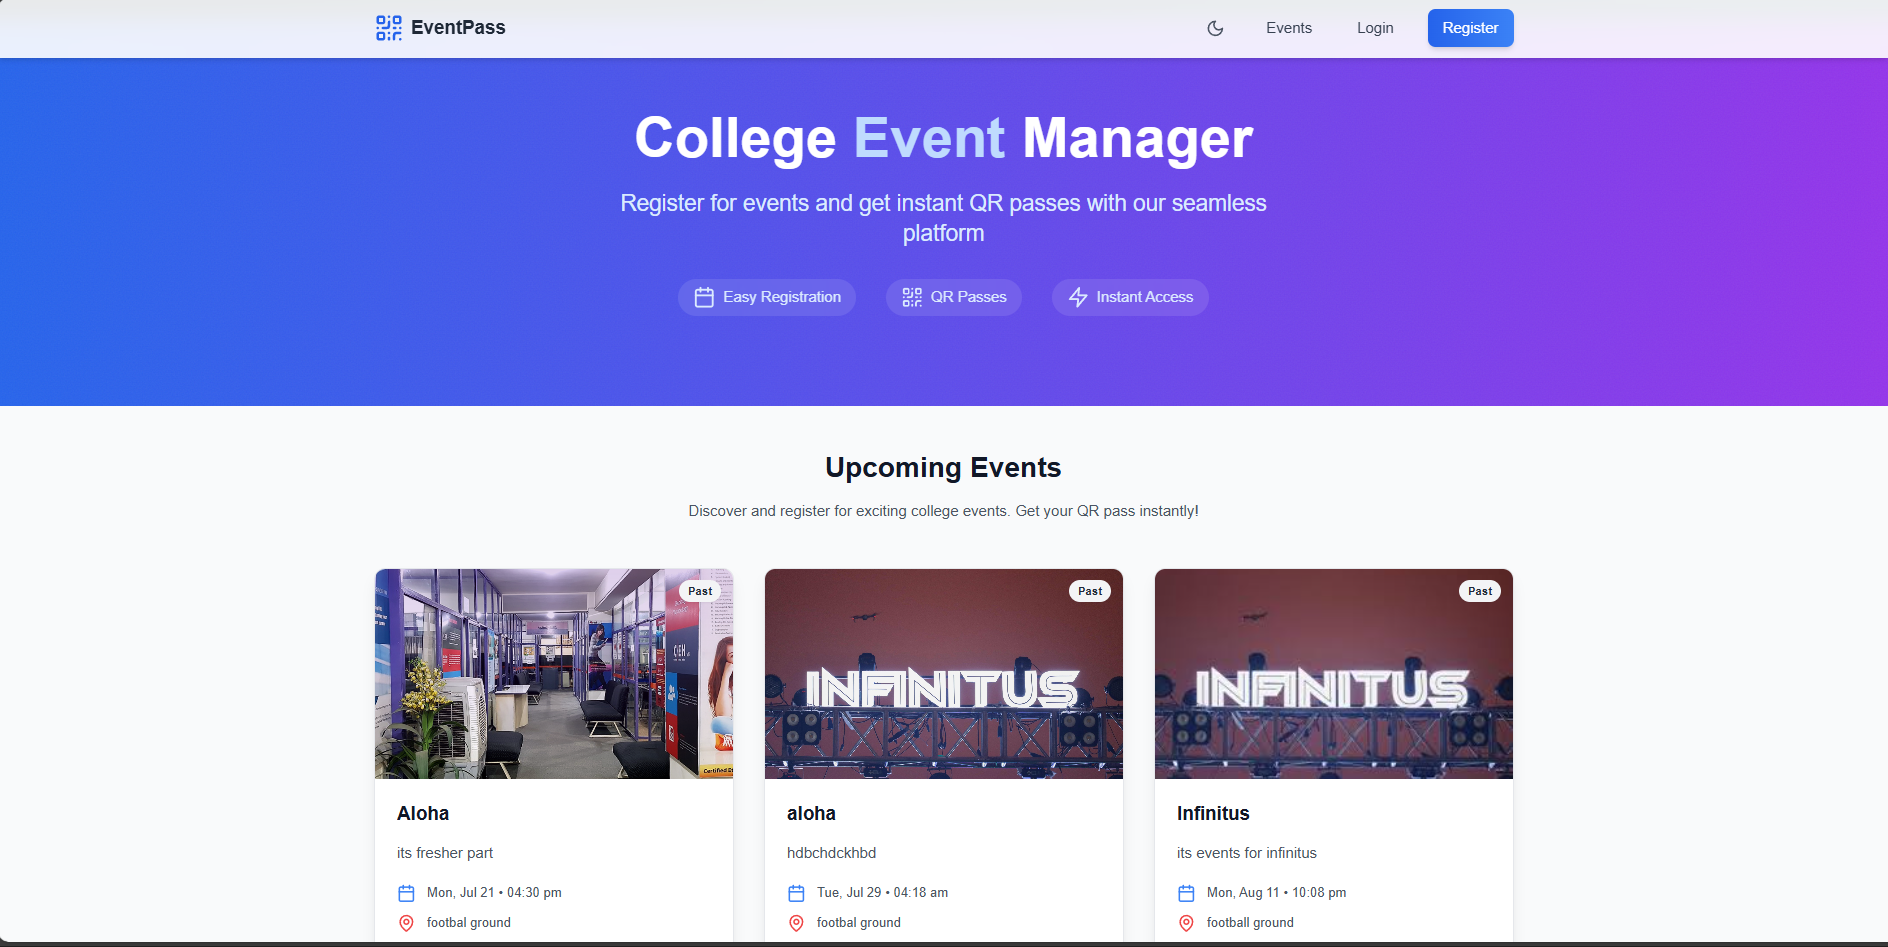 EventPass
Events
Login
Register
College Event Manager
Register for events and get instant QR passes with our seamless
platform
Easy Registration
QR Passes
Instant Access
Upcoming Events
Discover and register for exciting college events. Get your QR pass instantly!
Past
Past
Past
INFINITUS
INFINITUS
Aloha
its fresher part
Mon, Jul 21 • 04:30 pm
footbal ground
aloha
hdbchdckhbd
Tue, Jul 29 • 04:18 am
footbal ground
Infinitus
its events for infinitus
Mon, Aug 11 • 10:08 pm
football ground